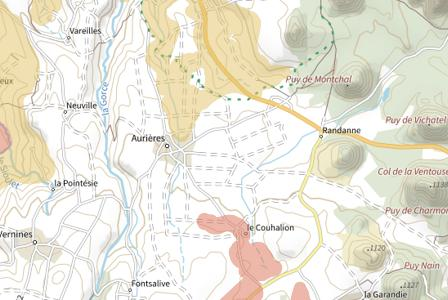 Vareilles
la Gorce
Puy de Montchal
Neuville
Puy de Vichatel
Randanne
Aurières
Col de la Ventouse
la Pointésie
1138
Puy de Charmo
le Couhalion
Vernines
1120
Puy Nain
Fontsalive
1127
la Garandie